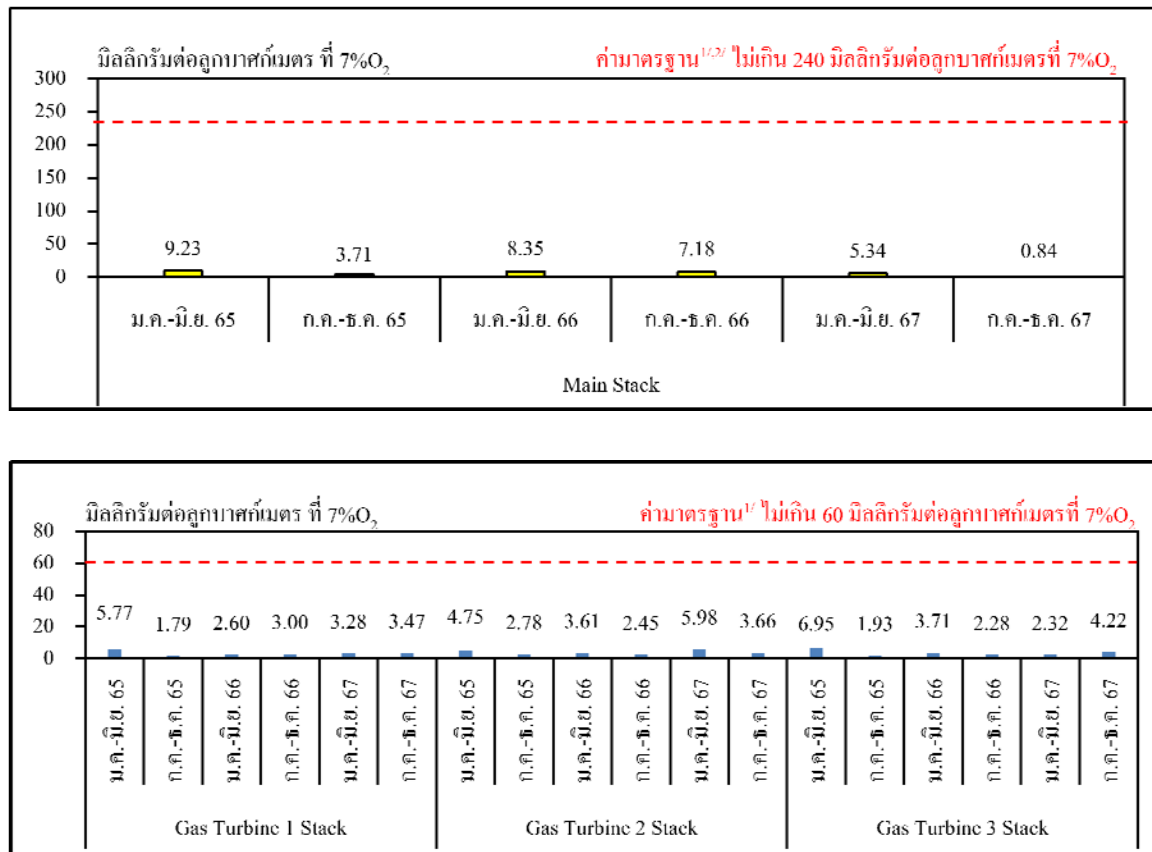 มิลลิกรัมต่อลูกบาศก์เมตร ที่ 7%O₂ ค่ามาตรฐาน¹/,²/ ไม่เกิน 240 มิลลิกรัมต่อลูกบาศก์เมตรที่ 7%O₂
300
250
200
150
100
50
0
9.23 3.71 8.35 7.18 5.34 0.84
ม.ค.-มิ.ย. 65 ก.ค.-ธ.ค. 65 ม.ค.-มิ.ย. 66 ก.ค.-ธ.ค. 66 ม.ค.-มิ.ย. 67 ก.ค.-ธ.ค. 67
Main Stack
มิลลิกรัมต่อลูกบาศก์เมตร ที่ 7%O₂ ค่ามาตรฐาน¹/ ไม่เกิน 60 มิลลิกรัมต่อลูกบาศก์เมตรที่ 7%O₂
80
60
40
20
0
5.77 1.79 2.60 3.00 3.28 3.47 4.75 2.78 3.61 2.45 5.98 3.66 6.95 1.93 3.71 2.28 2.32 4.22
ม.ค.-มิ.ย. 65 ก.ค.-ธ.ค. 65 ม.ค.-มิ.ย. 66 ก.ค.-ธ.ค. 66 ม.ค.-มิ.ย. 67 ก.ค.-ธ.ค. 67 ม.ค.-มิ.ย. 65 ก.ค.-ธ.ค. 65 ม.ค.-มิ.ย. 66 ก.ค.-ธ.ค. 66 ม.ค.-มิ.ย. 67 ก.ค.-ธ.ค. 67 ม.ค.-มิ.ย. 65 ก.ค.-ธ.ค. 65 ม.ค.-มิ.ย. 66 ก.ค.-ธ.ค. 66 ม.ค.-มิ.ย. 67 ก.ค.-ธ.ค. 67
Gas Turbine 1 Stack Gas Turbine 2 Stack Gas Turbine 3 Stack